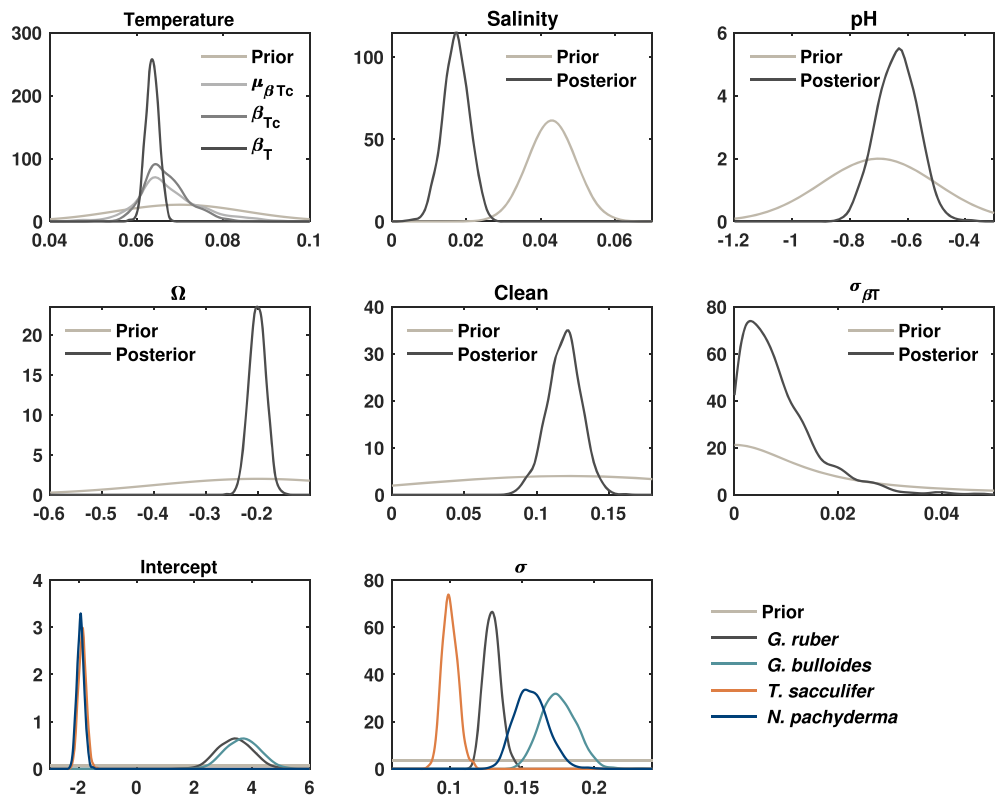 Temperature
300
200
100
0
0.04 0.06 0.08 0.1
Prior
μβTc
βTc
βT
Salinity
100
50
0
0 0.02 0.04 0.06
Prior
Posterior
pH
6
4
2
0
-1.2 -1 -0.8 -0.6 -0.4
Prior
Posterior
Ω
20
15
10
5
0
-0.6 -0.5 -0.4 -0.3 -0.2
Prior
Posterior
Clean
40
30
20
10
0
0 0.05 0.1 0.15
Prior
Posterior
σβT
80
60
40
20
0
0 0.02 0.04
Prior
Posterior
Intercept
4
3
2
1
0
-2 0 2 4 6
σ
80
60
40
20
0
0.1 0.15 0.2
Prior
G. ruber
G. bulloides
T. sacculifer
N. pachyderma